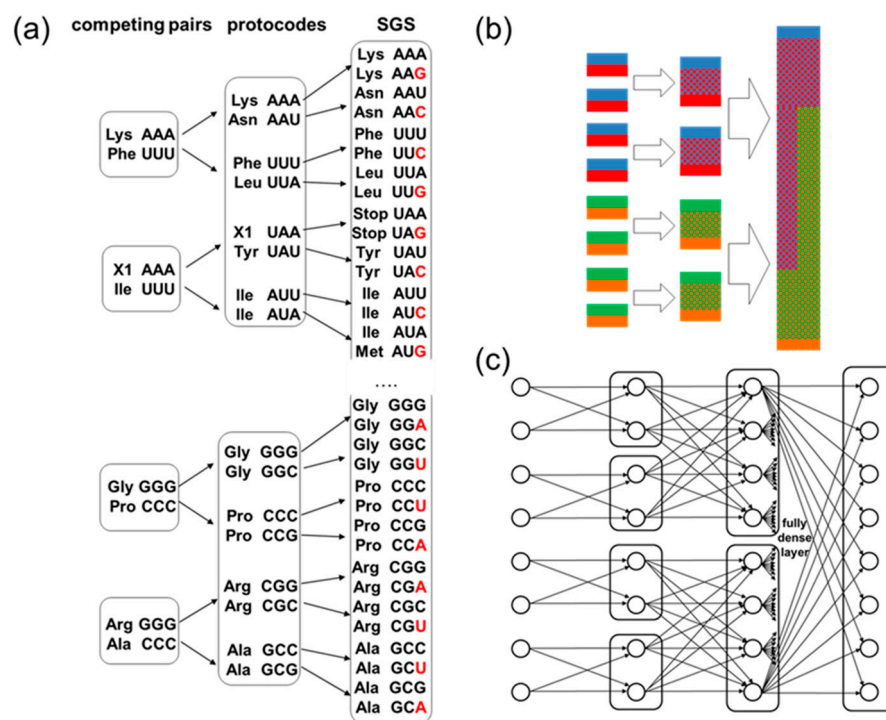 (a)
competing pairs
protocodes
SGS
Lys AAA
Phe UUU
X1 AAA
Ile UUU
Gly GGG
Pro CCC
Arg GGG
Ala CCC
Lys AAA
Asn AAU
Phe UUU
Leu UUA
X1 UAA
Tyr UAU
Ile AUU
Ile AUA
Gly GGG
Gly GGC
Pro CCC
Pro CCG
Arg CGG
Arg CGC
Ala GCC
Ala GCG
Lys AAA
Lys AAG
Asn AAU
Asn AAC
Phe UUU
Phe UUC
Leu UUA
Leu UUG
Stop UAA
Stop UAG
Tyr UAU
Tyr UAC
Ile AUU
Ile AUC
Ile AUA
Met AUG
....
Gly GGG
Gly GGA
Gly GGC
Gly GGU
Pro CCC
Pro CCU
Pro CCG
Pro CCA
Arg CGG
Arg CGA
Arg CGC
Arg CGU
Ala GCC
Ala GCU
Ala GCG
Ala GCA
(b)
(c)
fully
dense
layer